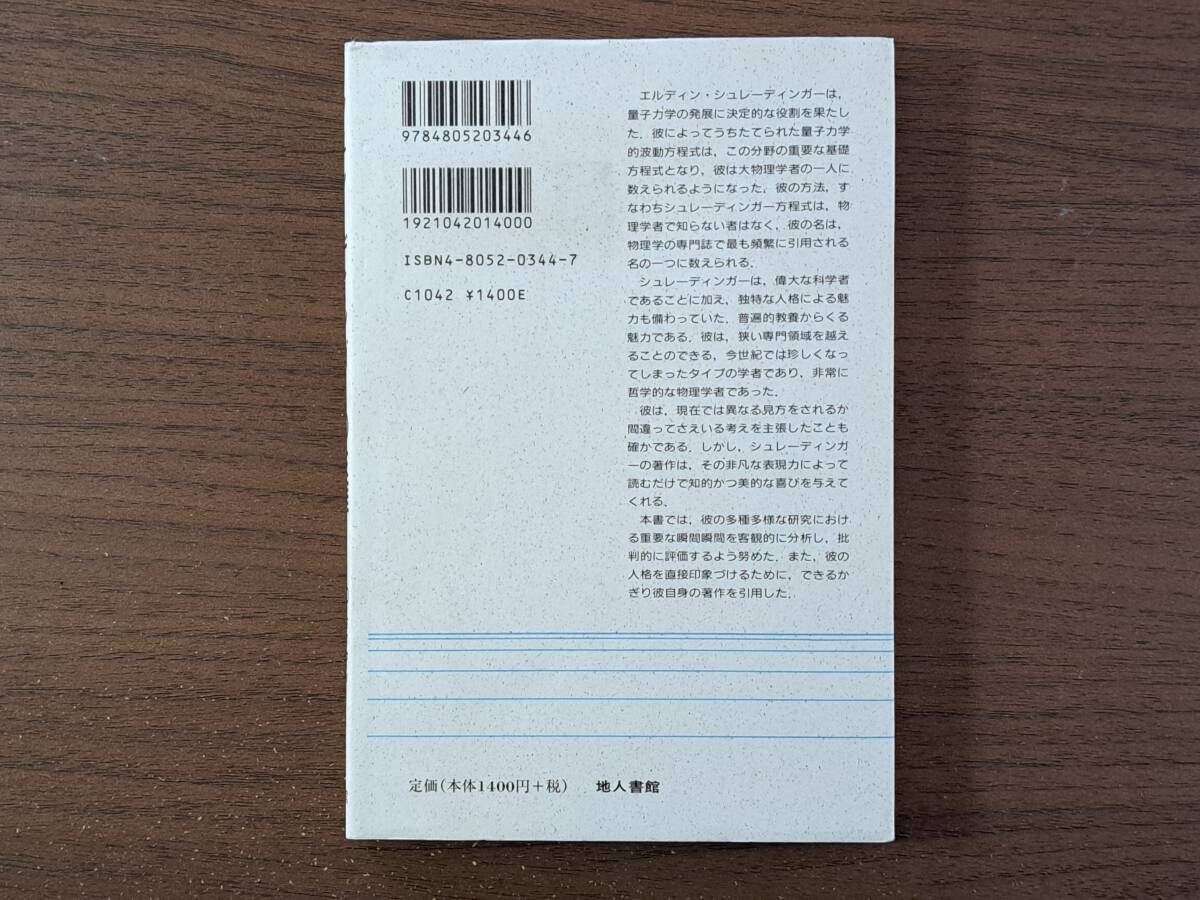 9784805203446
1921042014000
ISBN4-8052-0344-7
C1042 ¥1400E
エルディン・シュレーディンガーは，
量子力学の発展に決定的な役割を果たし
た．彼によってうちたてられた量子力学
的波動方程式は，この分野の重要な基礎
方程式となり，彼は大物理学者の一人に
数えられるようになった．彼の方法，す
なわちシュレーディンガー方程式は，物
理学者で知らない者はなく，彼の名は，
物理学の専門誌で最も頻繁に引用される
名の一つに数えられる．
シュレーディンガーは，偉大な科学者
であることに加え，独特な人格による魅
力も備わっていた．普遍的教養からくる
魅力である．彼は，狭い専門領域を越え
ることのできる，今世紀では珍しくなっ
てしまったタイプの学者であり，非常に
哲学的な物理学者であった．
彼は，現在では異なる見方をされるか
間違ってさえいる考えを主張したことも
確かである．しかし，シュレーディンガ
ーの著作は，その非凡な表現力によって
読むだけで知的かつ美的な喜びを与えて
くれる．
本書では，彼の多種多様な研究におけ
る重要な瞬間瞬間を客観的に分析し，批
判的に評価するよう努めた．また，彼の
人格を直接印象づけるために，できるか
ぎり彼自身の著作を引用した．
定価（本体1400円＋税） 地人書館